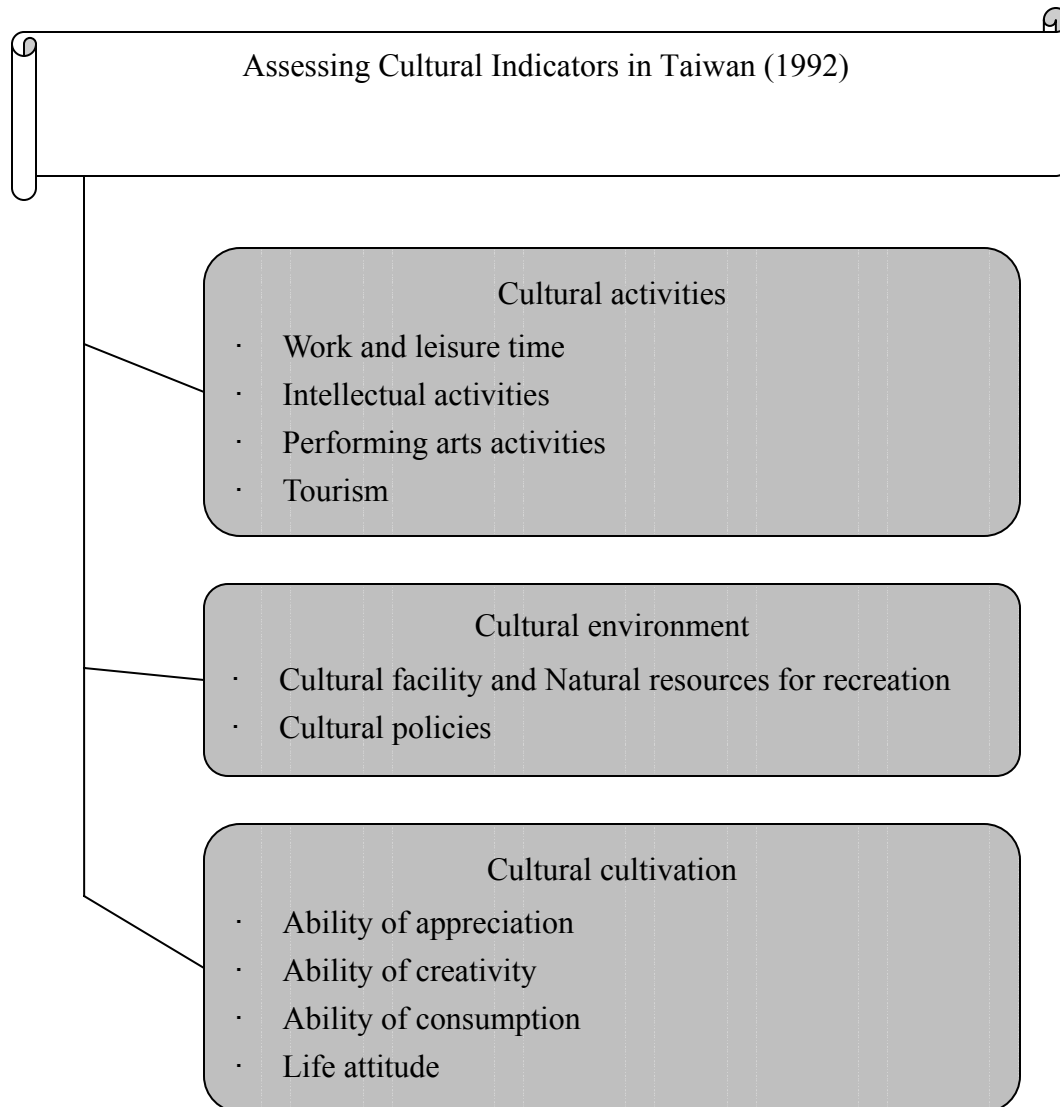 Assessing Cultural Indicators in Taiwan (1992)
Cultural activities
· Work and leisure time
· Intellectual activities
· Performing arts activities
· Tourism
Cultural environment
· Cultural facility and Natural resources for recreation
· Cultural policies
Cultural cultivation
· Ability of appreciation
· Ability of creativity
· Ability of consumption
· Life attitude